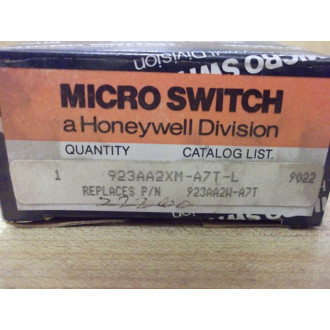 MICRO SWITCH
a Honeywell Division
QUANTITY CATALOG LIST.
1 923AA2XM-A7T-L 9022
REPLACES P/N 923AA2W-A7T